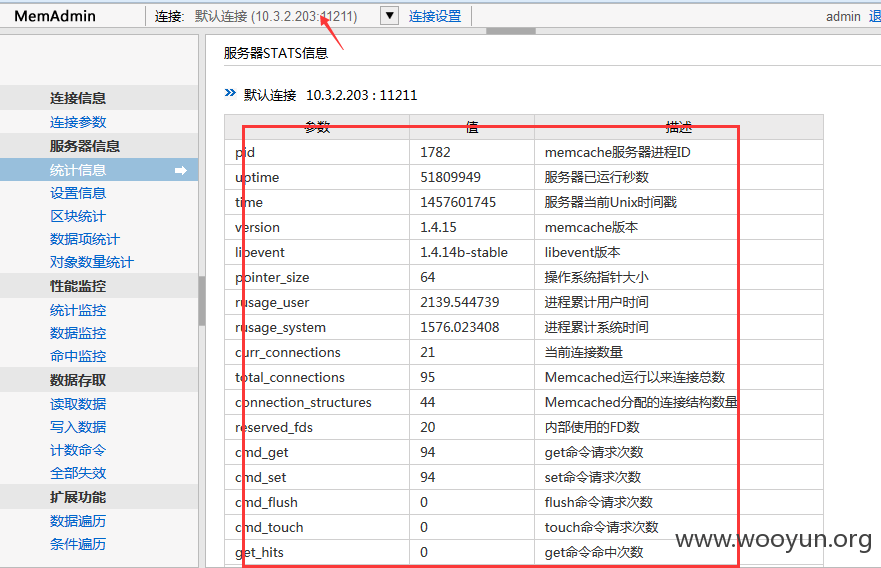 MemAdmin 连接: 默认连接 (10.3.2.203:11211) 连接设置 admin
服务器STATS信息
默认连接 10.3.2.203 : 11211
连接信息
连接参数
服务器信息
统计信息
设置信息
区块统计
数据项统计
对象数量统计
性能监控
统计监控
数据监控
命中监控
数据存取
读取数据
写入数据
计数命令
全部失效
扩展功能
数据遍历
条件遍历
参数 值 描述
pid 1782 memcache服务器进程ID
uptime 51809949 服务器已运行秒数
time 1457601745 服务器当前Unix时间戳
version 1.4.15 memcache版本
libevent 1.4.14b-stable libevent版本
pointer_size 64 操作系统指针大小
rusage_user 2139.544739 进程累计用户时间
rusage_system 1576.023408 进程累计系统时间
curr_connections 21 当前连接数量
total_connections 95 Memcached运行以来连接总数
connection_structures 44 Memcached分配的连接结构数量
reserved_fds 20 内部使用的FD数
cmd_get 94 get命令请求次数
cmd_set 94 set命令请求次数
cmd_flush 0 flush命令请求次数
cmd_touch 0 touch命令请求次数
get_hits 0 get命令命中次数
www.wooyun.org